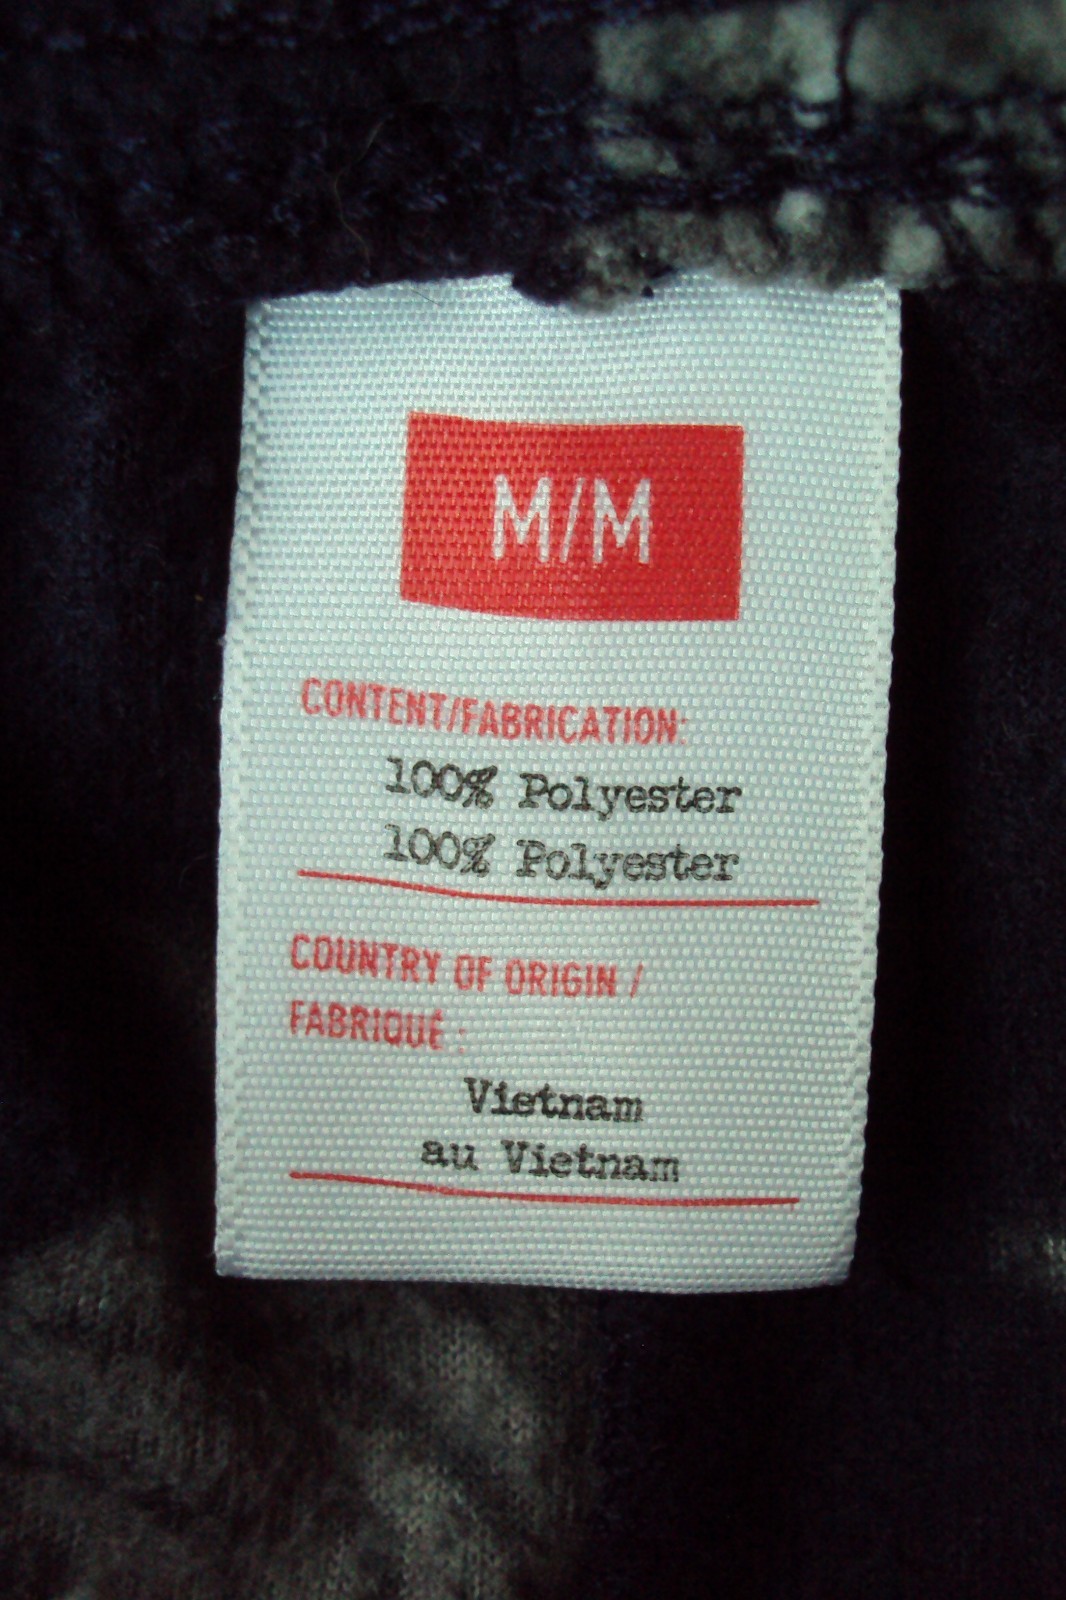 M/M
CONTENT/FABRICATION:
100% Polyester
100% Polyester
COUNTRY OF ORIGIN /
FABRIQUÉ :
Vietnam
au Vietnam